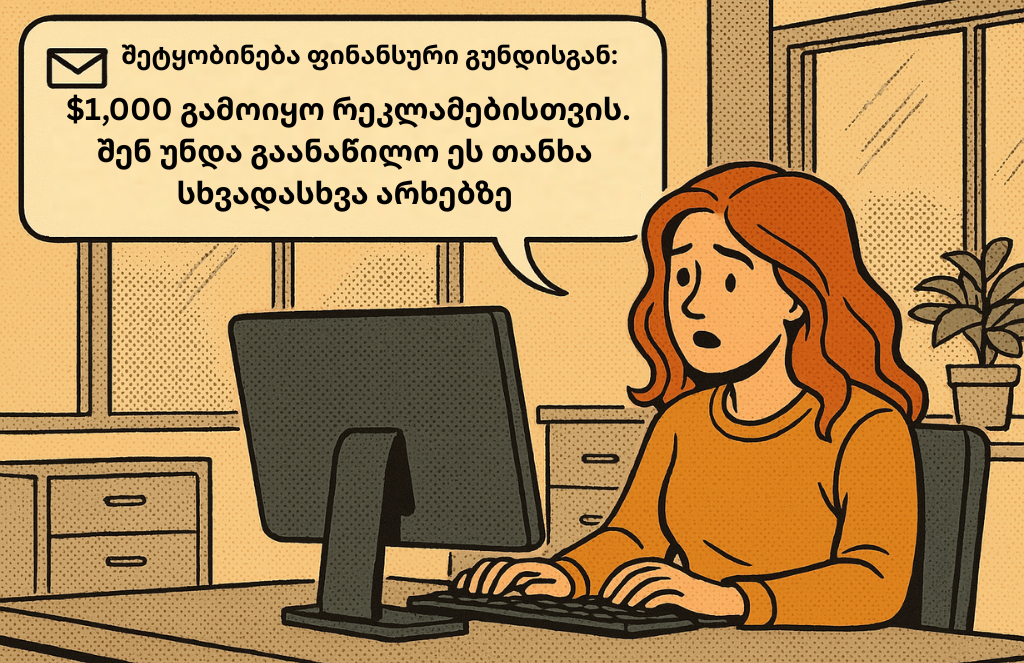 შეტყობინება ფინანსური გუნდისგან:
$1,000 გამოიყო რეკლამებისთვის.
შენ უნდა გაანაწილო ეს თანხა
სხვადასხვა არხებზე